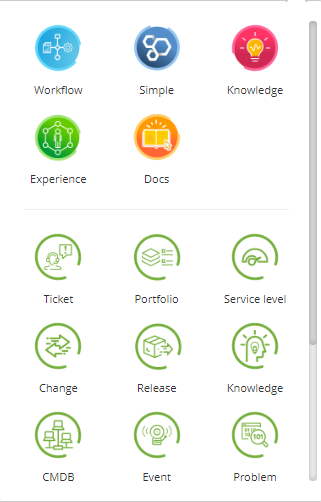 Workflow Simple Knowledge
Experience Docs
Ticket Portfolio Service level
Change Release Knowledge
CMDB Event Problem